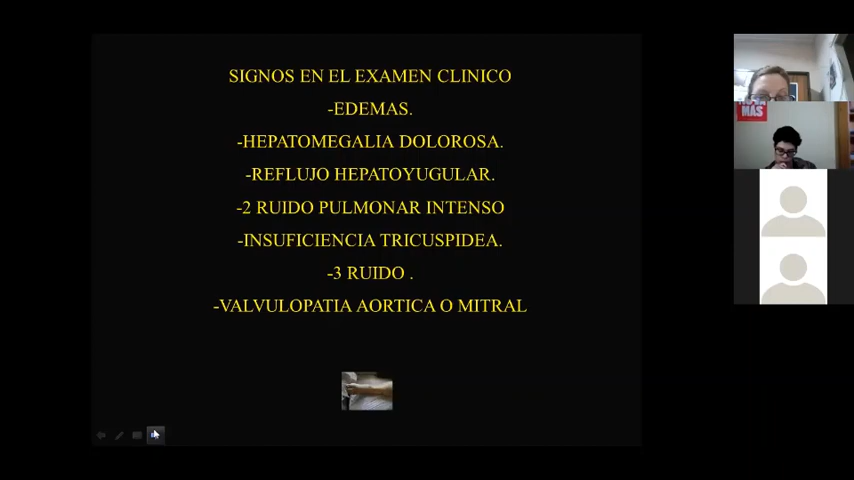 SIGNOS EN EL EXAMEN CLINICO
-EDEMAS.
-HEPATOMEGALIA DOLOROSA.
-REFLUJO HEPATOYUGULAR.
-2 RUIDO PULMONAR INTENSO
-INSUFICIENCIA TRICUSPIDEA.
-3 RUIDO .
-VALVULOPATIA AORTICA O MITRAL
MÁS